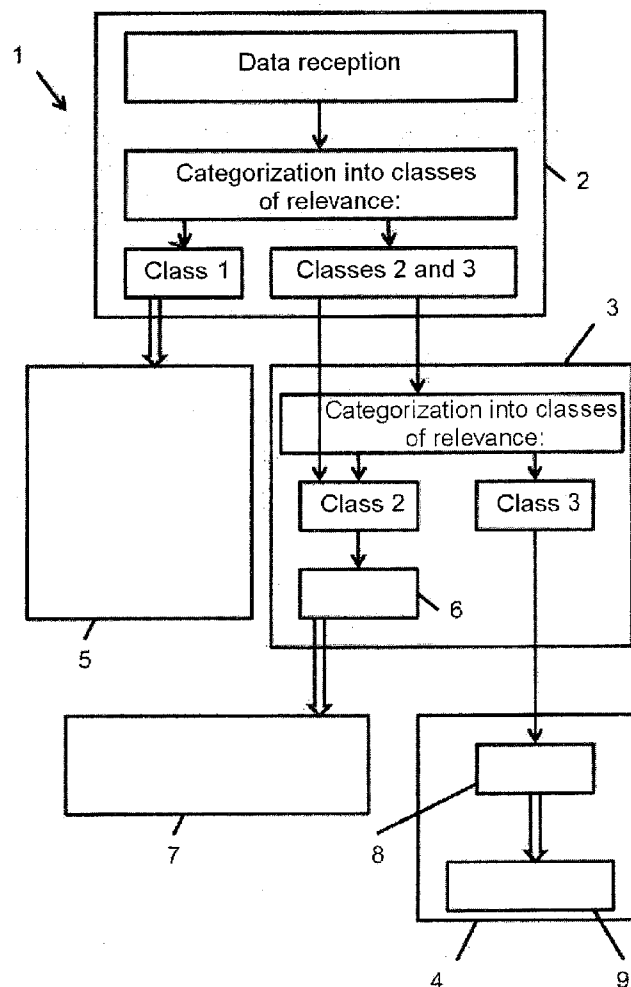 1
Data reception
Categorization into classes
of relevance:
2
Class 1
Classes 2 and 3
3
Categorization into classes
of relevance:
Class 2
Class 3
6
5
7
8
4
9